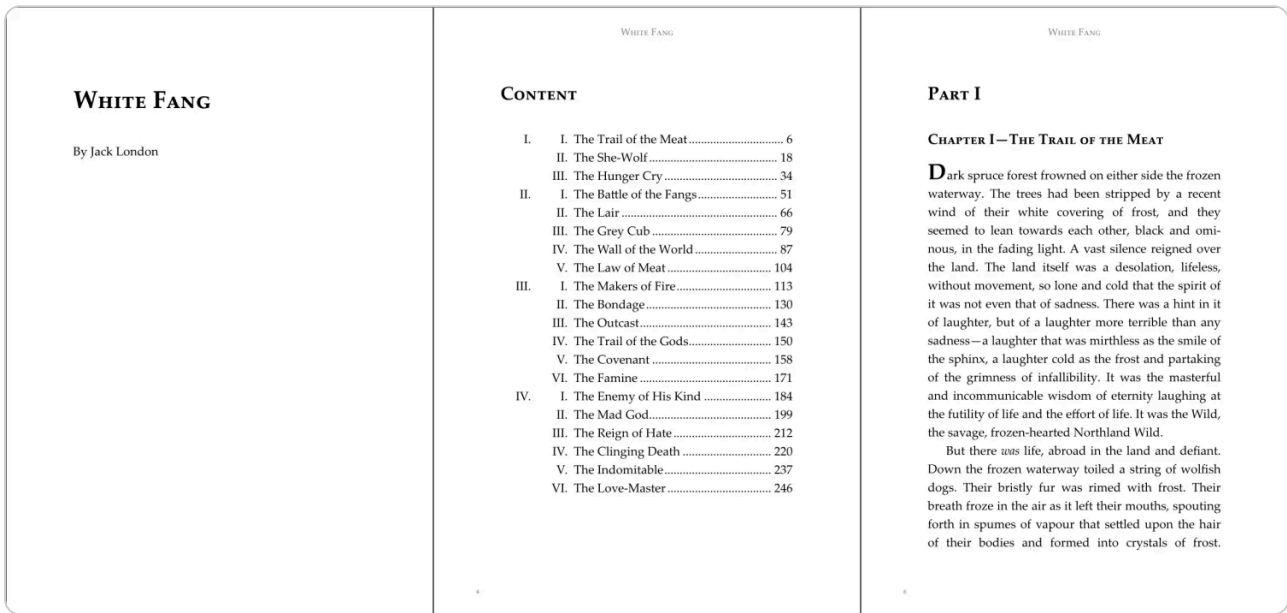 White Fang
By Jack London
White Fang
Content
I. I. The Trail of the Meat .............................. 6
II. The She-Wolf .......................................... 18
III. The Hunger Cry ..................................... 34
II. I. The Battle of the Fangs .......................... 51
II. The Lair ................................................... 66
III. The Grey Cub ......................................... 79
IV. The Wall of the World ........................... 87
V. The Law of Meat .................................. 104
III. I. The Makers of Fire ............................... 113
II. The Bondage ......................................... 130
III. The Outcast ........................................... 143
IV. The Trail of the Gods ........................... 150
V. The Covenant ....................................... 158
VI. The Famine ........................................... 171
IV. I. The Enemy of His Kind ...................... 184
II. The Mad God ........................................ 199
III. The Reign of Hate ................................ 212
IV. The Clinging Death ............................. 220
V. The Indomitable ................................... 237
VI. The Love-Master .................................. 246
White Fang
Part I
Chapter I—The Trail of the Meat
Dark spruce forest frowned on either side the frozen
waterway. The trees had been stripped by a recent
wind of their white covering of frost, and they
seemed to lean towards each other, black and omi-
nous, in the fading light. A vast silence reigned over
the land. The land itself was a desolation, lifeless,
without movement, so lone and cold that the spirit of
it was not even that of sadness. There was a hint in it
of laughter, but of a laughter more terrible than any
sadness—a laughter that was mirthless as the smile of
the sphinx, a laughter cold as the frost and partaking
of the grimness of infallibility. It was the masterful
and incommunicable wisdom of eternity laughing at
the futility of life and the effort of life. It was the Wild,
the savage, frozen-hearted Northland Wild.
But there was life, abroad in the land and defiant.
Down the frozen waterway toiled a string of wolfish
dogs. Their bristly fur was rimed with frost. Their
breath froze in the air as it left their mouths, spouting
forth in spumes of vapour that settled upon the hair
of their bodies and formed into crystals of frost.